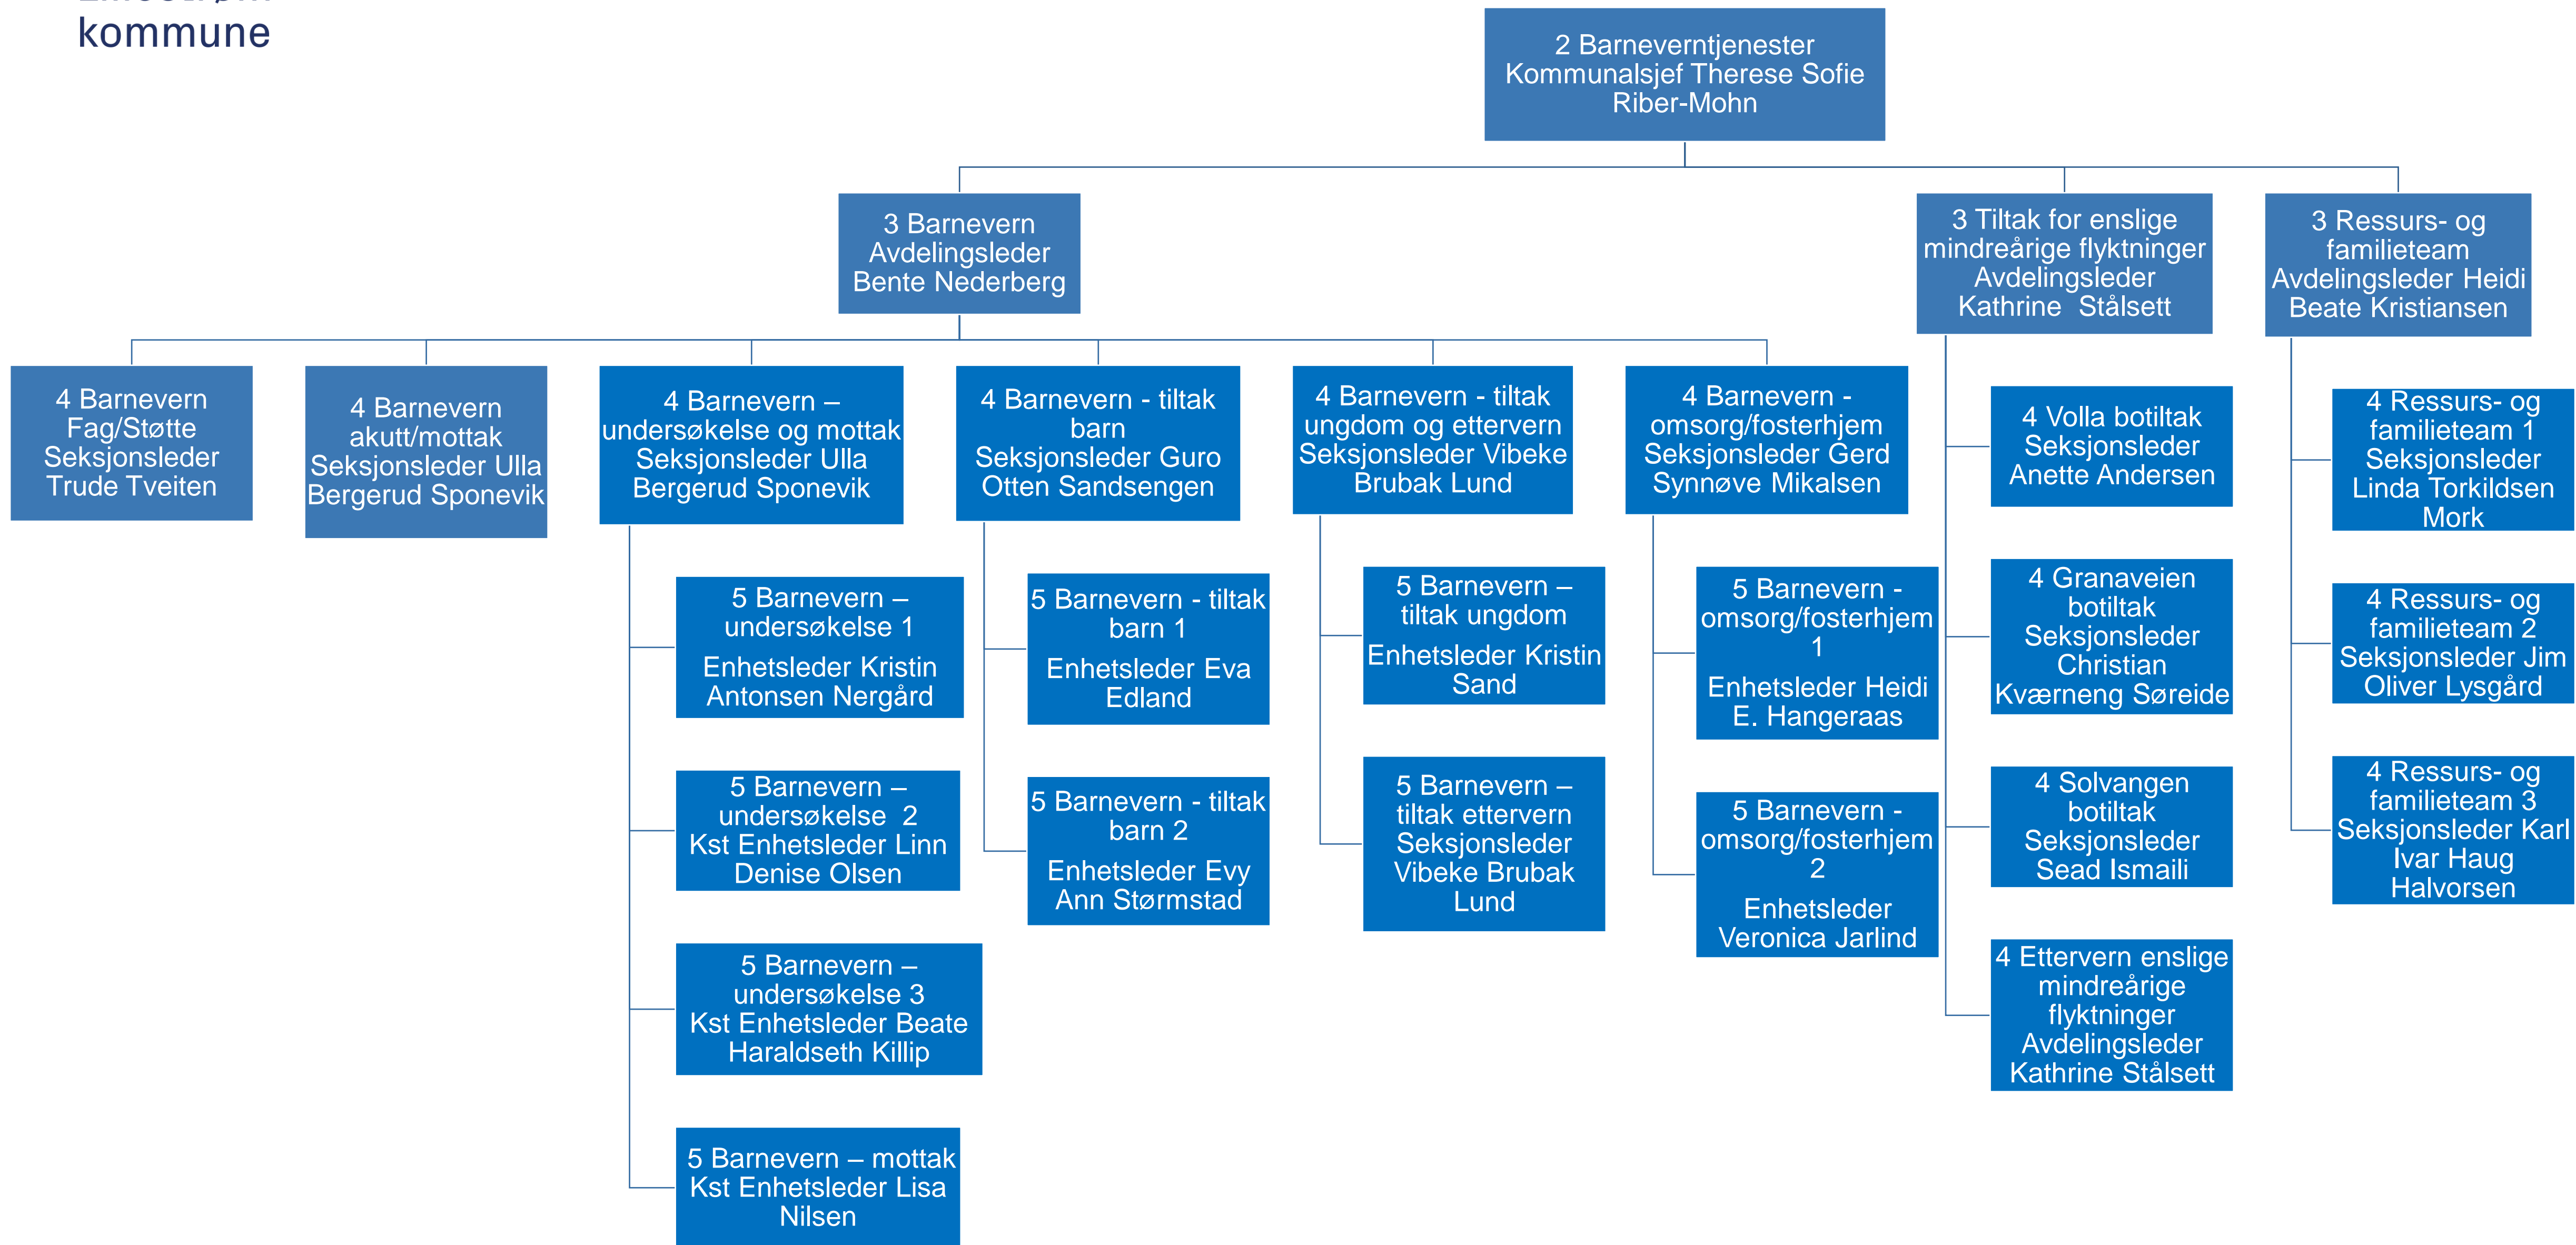 kommune
2 Barneverntjenester
Kommunalsjef Therese Sofie
Riber-Mohn
3 Barnevern
Avdelingsleder
Bente Nederberg
3 Tiltak for enslige
mindreårige flyktninger
Avdelingsleder
Kathrine  Stålsett
3 Ressurs- og
familieteam
Avdelingsleder Heidi
Beate Kristiansen
4 Barnevern
Fag/Støtte
Seksjonsleder
Trude Tveiten
4 Barnevern
akutt/mottak
Seksjonsleder Ulla
Bergerud Sponevik
4 Barnevern –
undersøkelse og mottak
Seksjonsleder Ulla
Bergerud Sponevik
4 Barnevern - tiltak
barn
Seksjonsleder Guro
Otten Sandsengen
4 Barnevern - tiltak
ungdom og ettervern
Seksjonsleder Vibeke
Brubak Lund
4 Barnevern -
omsorg/fosterhjem
Seksjonsleder Gerd
Synnøve Mikalsen
5 Barnevern –
undersøkelse 1
Enhetsleder Kristin
Antonsen Nergård
5 Barnevern –
undersøkelse  2
Kst Enhetsleder Linn
Denise Olsen
5 Barnevern –
undersøkelse 3
Kst Enhetsleder Beate
Haraldseth Killip
5 Barnevern – mottak
Kst Enhetsleder Lisa
Nilsen
5 Barnevern - tiltak
barn 1
Enhetsleder Eva
Edland
5 Barnevern - tiltak
barn 2
Enhetsleder Evy
Ann Størmstad
5 Barnevern –
tiltak ungdom
Enhetsleder Kristin
Sand
5 Barnevern –
tiltak ettervern
Seksjonsleder
Vibeke Brubak
Lund
5 Barnevern -
omsorg/fosterhjem
1
Enhetsleder Heidi
E. Hangeraas
5 Barnevern -
omsorg/fosterhjem
2
Enhetsleder
Veronica Jarlind
4 Volla botiltak
Seksjonsleder
Anette Andersen
4 Granaveien
botiltak
Seksjonsleder
Christian
Kværneng Søreide
4 Solvangen
botiltak
Seksjonsleder
Sead Ismaili
4 Ettervern enslige
mindreårige
flyktninger
Avdelingsleder
Kathrine Stålsett
4 Ressurs- og
familieteam 1
Seksjonsleder
Linda Torkildsen
Mork
4 Ressurs- og
familieteam 2
Seksjonsleder Jim
Oliver Lysgård
4 Ressurs- og
familieteam 3
Seksjonsleder Karl
Ivar Haug
Halvorsen